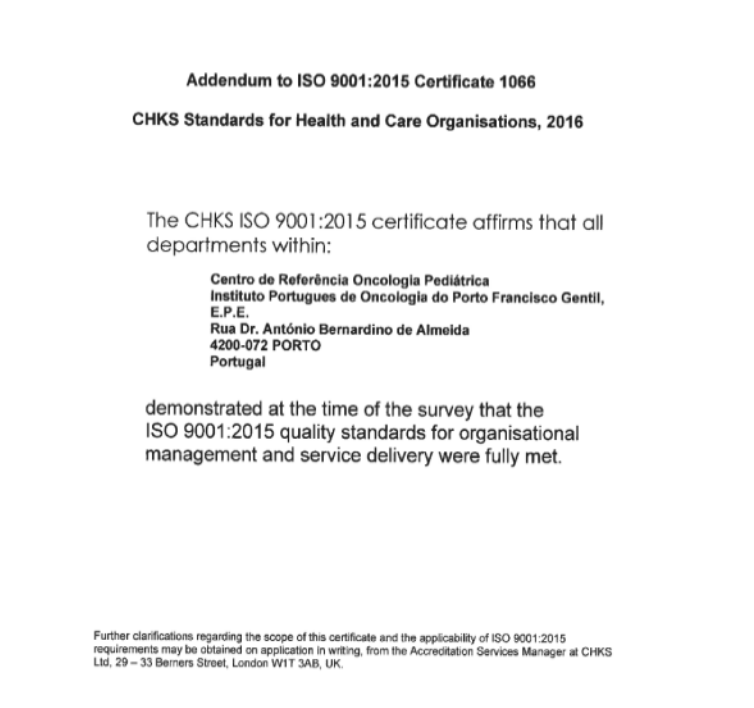 Addendum to ISO 9001:2015 Certificate 1066
CHKS Standards for Health and Care Organisations, 2016
The CHKS ISO 9001:2015 certificate affirms that all
departments within:
Centro de Referência Oncologia Pediátrica
Instituto Portugues de Oncologia do Porto Francisco Gentil,
E.P.E.
Rua Dr. António Bernardino de Almeida
4200-072 PORTO
Portugal
demonstrated at the time of the survey that the
ISO 9001:2015 quality standards for organisational
management and service delivery were fully met.
Further clarifications regarding the scope of this certificate and the applicability of ISO 9001:2015
requirements may be obtained on application in writing, from the Accreditation Services Manager at CHKS
Ltd, 29 – 33 Berners Street, London W1T 3AB, UK.